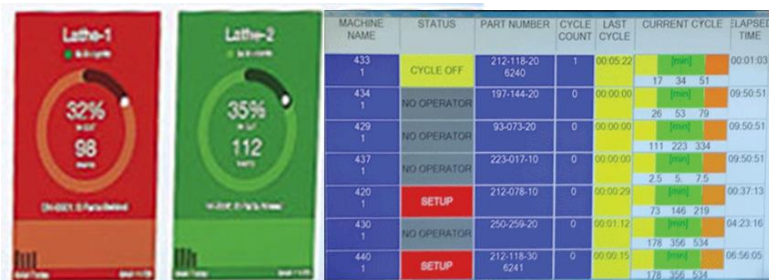 Lathe-1
32%
98
Lathe-2
35%
112
MACHINE NAME STATUS PART NUMBER CYCLE COUNT LAST CYCLE CURRENT CYCLE ELAPSED TIME
433 1 CYCLE OFF 212-118-20 6240 1 00:05:22 [min] 17 34 51 00:01:03
434 1 NO OPERATOR 197-144-20 0 00:00:00 [min] 26 53 79 09:50:51
429 1 NO OPERATOR 93-073-20 0 00:00:00 [min] 111 223 334 09:50:51
437 1 NO OPERATOR 223-017-10 0 00:00:00 [min] 2.5 5. 7.5 09:50:51
420 1 SETUP 212-078-10 0 00:00:29 [min] 73 146 219 00:37:13
430 1 NO OPERATOR 250-259-20 0 00:01:12 [min] 178 356 534 04:23:16
440 1 SETUP 212-118-30 6241 0 00:00:15 [min] 178 356 534 06:56:05